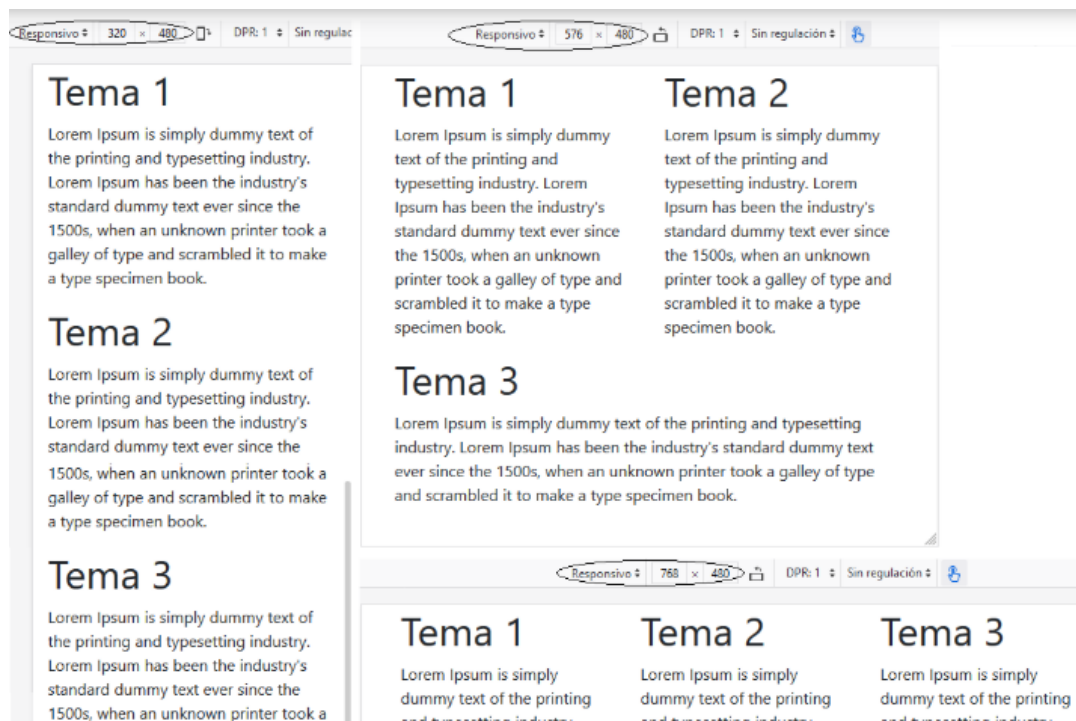 Responsivo 320 × 480 DPR: 1 Sin regulac
Tema 1
Lorem Ipsum is simply dummy text of
the printing and typesetting industry.
Lorem Ipsum has been the industry's
standard dummy text ever since the
1500s, when an unknown printer took a
galley of type and scrambled it to make
a type specimen book.
Tema 2
Lorem Ipsum is simply dummy text of
the printing and typesetting industry.
Lorem Ipsum has been the industry's
standard dummy text ever since the
1500s, when an unknown printer took a
galley of type and scrambled it to make
a type specimen book.
Tema 3
Lorem Ipsum is simply dummy text of
the printing and typesetting industry.
Lorem Ipsum has been the industry's
standard dummy text ever since the
1500s, when an unknown printer took a
Responsivo 576 × 480 DPR: 1 Sin regulación
Tema 1
Lorem Ipsum is simply dummy
text of the printing and
typesetting industry. Lorem
Ipsum has been the industry's
standard dummy text ever since
the 1500s, when an unknown
printer took a galley of type and
scrambled it to make a type
specimen book.
Tema 2
Lorem Ipsum is simply dummy
text of the printing and
typesetting industry. Lorem
Ipsum has been the industry's
standard dummy text ever since
the 1500s, when an unknown
printer took a galley of type and
scrambled it to make a type
specimen book.
Tema 3
Lorem Ipsum is simply dummy text of the printing and typesetting
industry. Lorem Ipsum has been the industry's standard dummy text
ever since the 1500s, when an unknown printer took a galley of type
and scrambled it to make a type specimen book.
Responsivo 768 × 480 DPR: 1 Sin regulación
Tema 1
Lorem Ipsum is simply
dummy text of the printing
and typesetting industry.
Tema 2
Lorem Ipsum is simply
dummy text of the printing
and typesetting industry.
Tema 3
Lorem Ipsum is simply
dummy text of the printing
and typesetting industry.